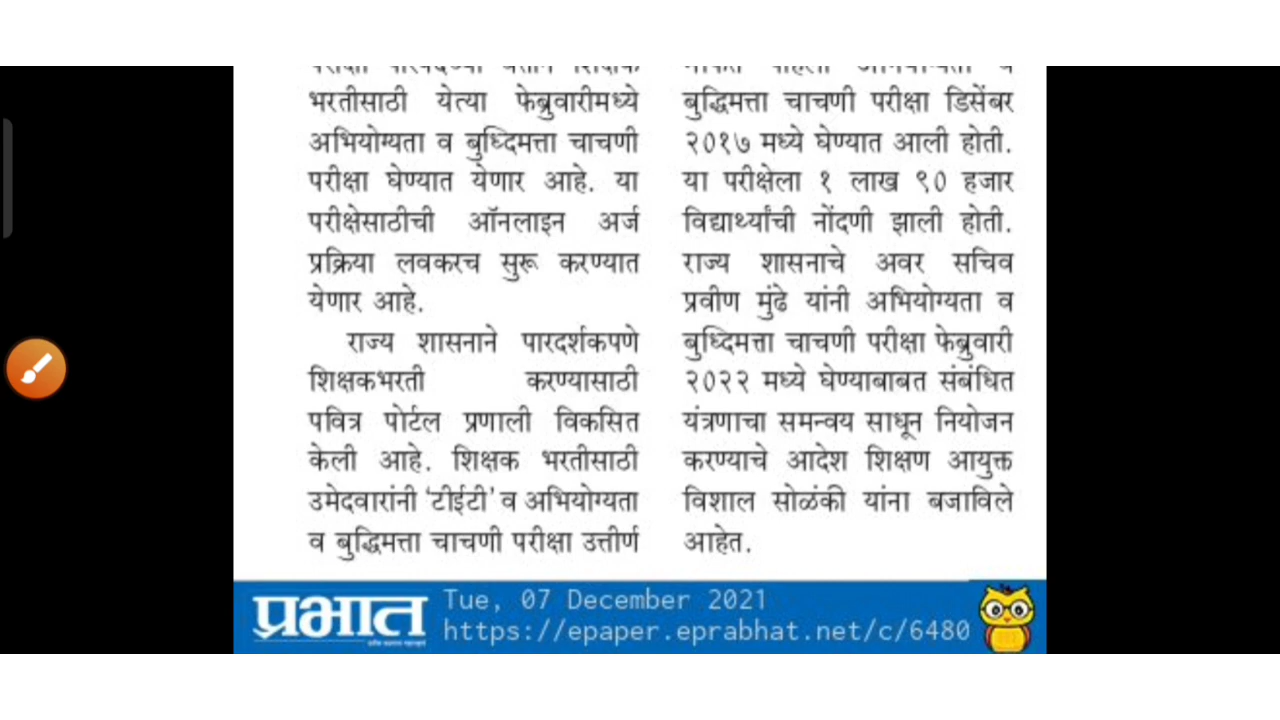 भरतीसाठी येत्या फेब्रुवारीमध्ये
अभियोग्यता व बुध्दिमत्ता चाचणी
परीक्षा घेण्यात येणार आहे. या
परीक्षेसाठीची ऑनलाइन अर्ज
प्रक्रिया लवकरच सुरू करण्यात
येणार आहे.
राज्य शासनाने पारदर्शकपणे
शिक्षकभरती करण्यासाठी
पवित्र पोर्टल प्रणाली विकसित
केली आहे. शिक्षक भरतीसाठी
उमेदवारांनी ‘टीईटी’ व अभियोग्यता
व बुद्धिमत्ता चाचणी परीक्षा उत्तीर्ण
बुद्धिमत्ता चाचणी परीक्षा डिसेंबर
२०१७ मध्ये घेण्यात आली होती.
या परीक्षेला १ लाख ९० हजार
विद्यार्थ्यांची नोंदणी झाली होती.
राज्य शासनाचे अवर सचिव
प्रवीण मुंढे यांनी अभियोग्यता व
बुध्दिमत्ता चाचणी परीक्षा फेब्रुवारी
२०२२ मध्ये घेण्याबाबत संबंधित
यंत्रणाचा समन्वय साधून नियोजन
करण्याचे आदेश शिक्षण आयुक्त
विशाल सोळंकी यांना बजाविले
आहेत.
प्रभात
Tue, 07 December 2021
https://epaper.eprabhat.net/c/6480